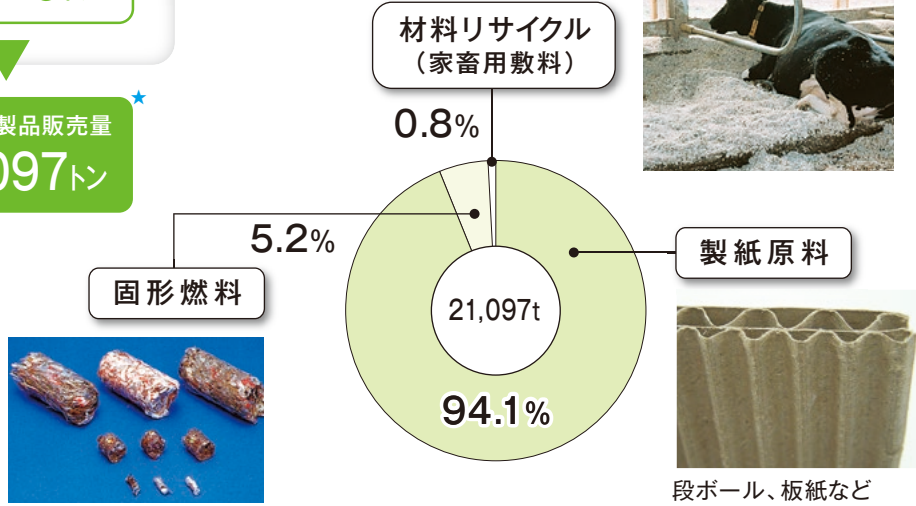 材料リサイクル
（家畜用敷料）
★
製品販売量
097トン
0.8%
5.2%
製紙原料
固形燃料
21,097t
94.1%
段ボール、板紙など